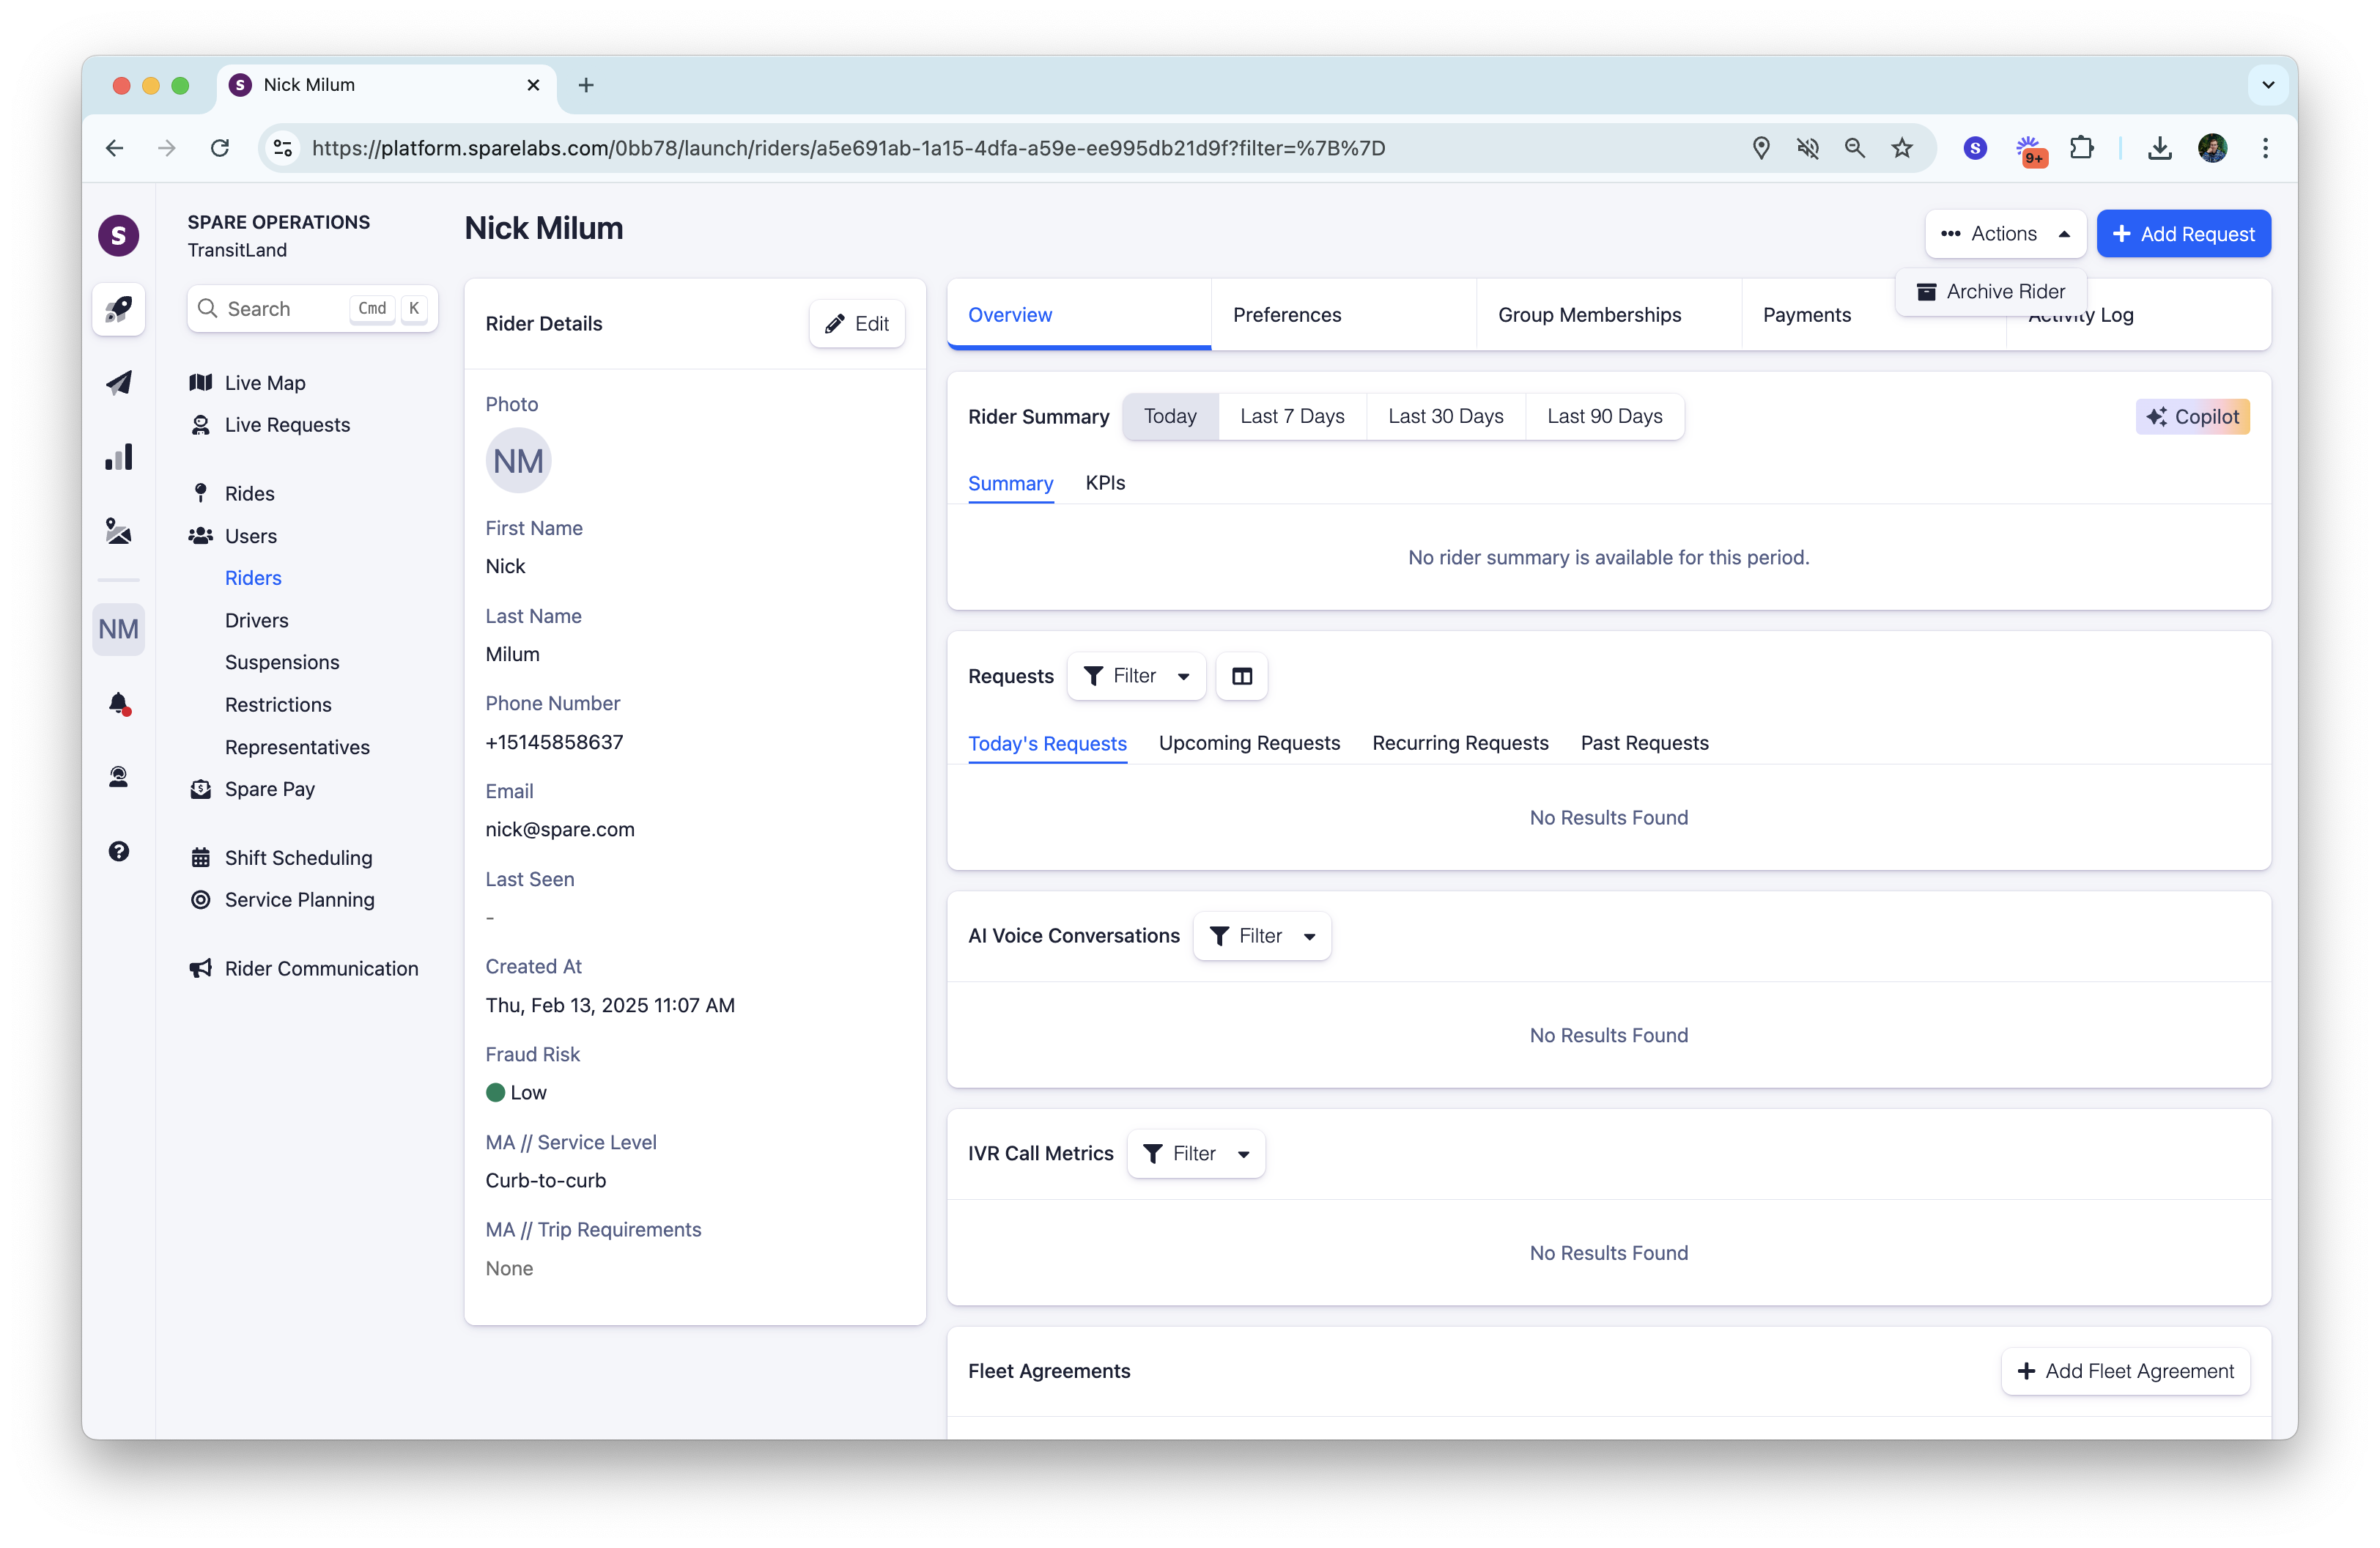 Nick Milum
https://platform.sparelabs.com/0bb78/launch/riders/a5e691ab-1a15-4dfa-a59e-ee995db21d9f?filter=%7B%7D
S
9+
S
NM
SPARE OPERATIONS
TransitLand
Search Cmd K
Live Map
Live Requests
Rides
Users
Riders
Drivers
Suspensions
Restrictions
Representatives
Spare Pay
Shift Scheduling
Service Planning
Rider Communication
Nick Milum
Actions
Add Request
Archive Rider
Rider Details
Edit
Photo
NM
First Name
Nick
Last Name
Milum
Phone Number
+15145858637
Email
nick@spare.com
Last Seen
-
Created At
Thu, Feb 13, 2025 11:07 AM
Fraud Risk
Low
MA // Service Level
Curb-to-curb
MA // Trip Requirements
None
Overview
Preferences
Group Memberships
Payments
Activity Log
Rider Summary
Today
Last 7 Days
Last 30 Days
Last 90 Days
Copilot
Summary
KPIs
No rider summary is available for this period.
Requests
Filter
Today's Requests
Upcoming Requests
Recurring Requests
Past Requests
No Results Found
AI Voice Conversations
Filter
No Results Found
IVR Call Metrics
Filter
No Results Found
Fleet Agreements
Add Fleet Agreement